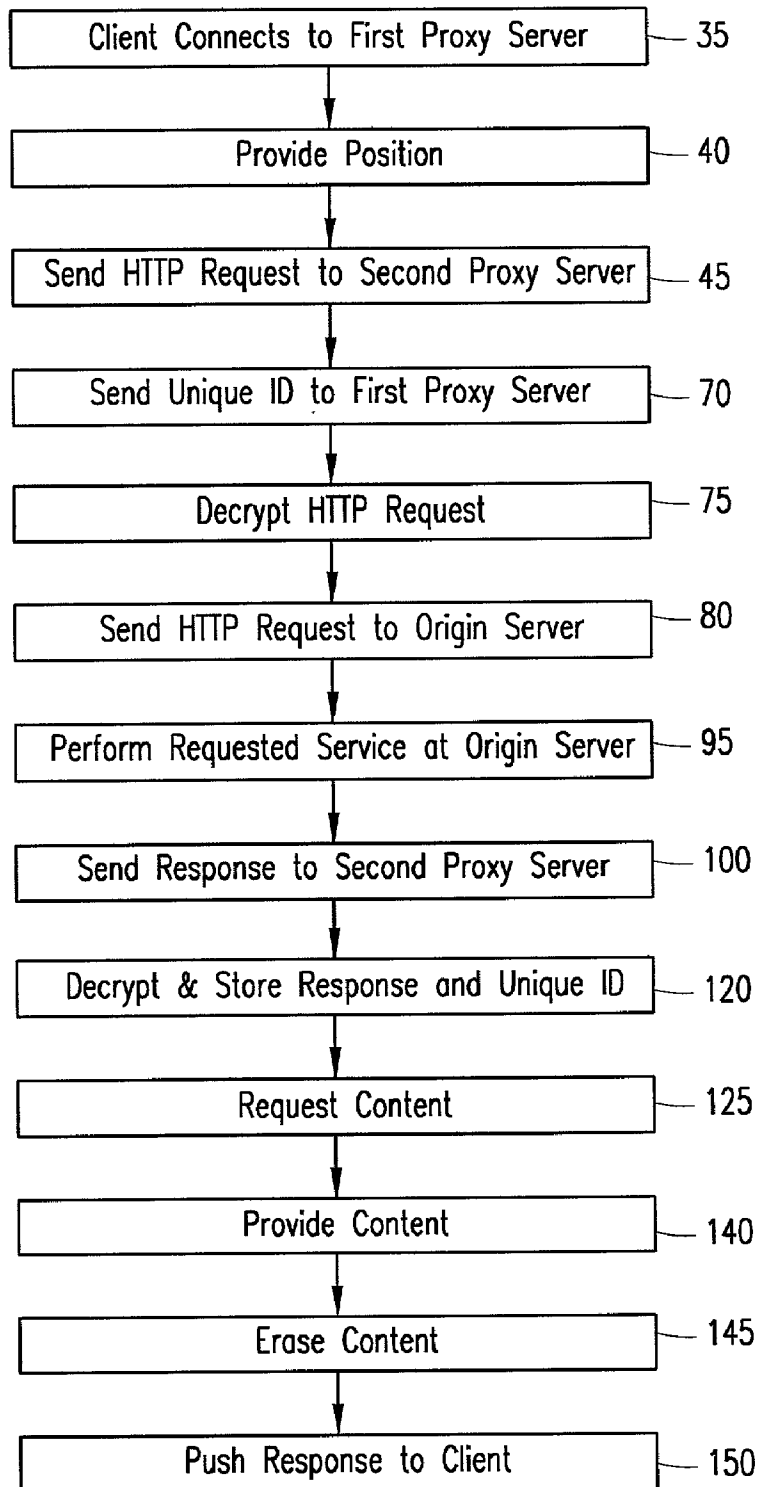 Client Connects to First Proxy Server 35
Provide Position 40
Send HTTP Request to Second Proxy Server 45
Send Unique ID to First Proxy Server 70
Decrypt HTTP Request 75
Send HTTP Request to Origin Server 80
Perform Requested Service at Origin Server 95
Send Response to Second Proxy Server 100
Decrypt & Store Response and Unique ID 120
Request Content 125
Provide Content 140
Erase Content 145
Push Response to Client 150